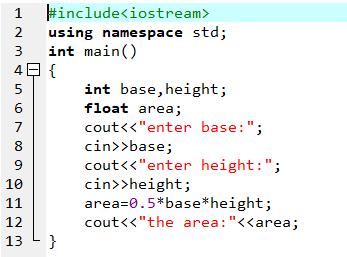 1 #include<iostream>
2 using namespace std;
3 int main()
4 {
5 int base,height;
6 float area;
7 cout<<"enter base:";
8 cin>>base;
9 cout<<"enter height:";
10 cin>>height;
11 area=0.5*base*height;
12 cout<<"the area:"<<area;
13 }